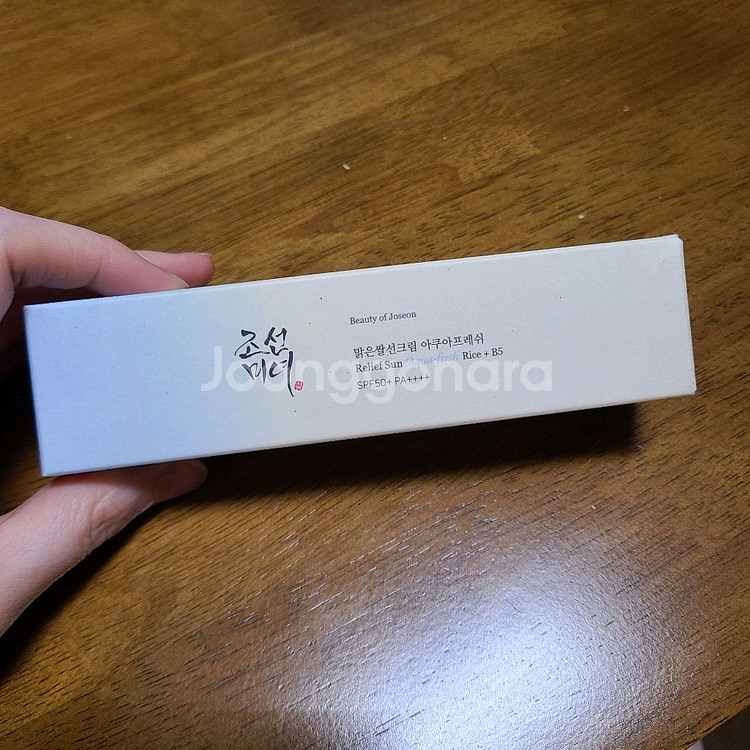 조선
미녀
Beauty of Joseon
맑은쌀선크림 아쿠아프레쉬
Relief Sun Aqua-fresh Rice + B5
SPF50+ PA++++
Joonggonara